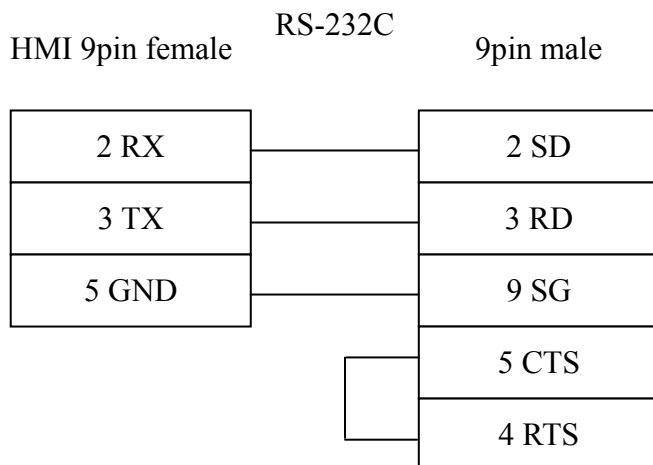 RS-232C
HMI 9pin female 9pin male
2 RX 2 SD
3 TX 3 RD
5 GND 9 SG
5 CTS
4 RTS